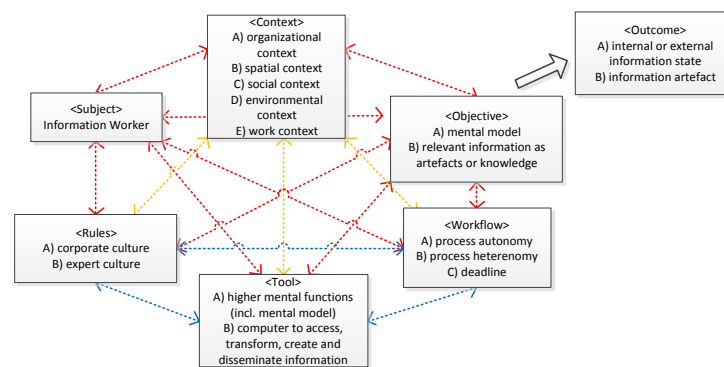 <Context>
A) organizational
context
B) spatial context
C) social context
D) environmental
context
E) work context
<Outcome>
A) internal or external
information state
B) information artefact
<Subject>
Information Worker
<Objective>
A) mental model
B) relevant information as
artefacts or knowledge
<Rules>
A) corporate culture
B) expert culture
<Workflow>
A) process autonomy
B) process heterenomy
C) deadline
<Tool>
A) higher mental functions
(incl. mental model)
B) computer to access,
transform, create and
disseminate information